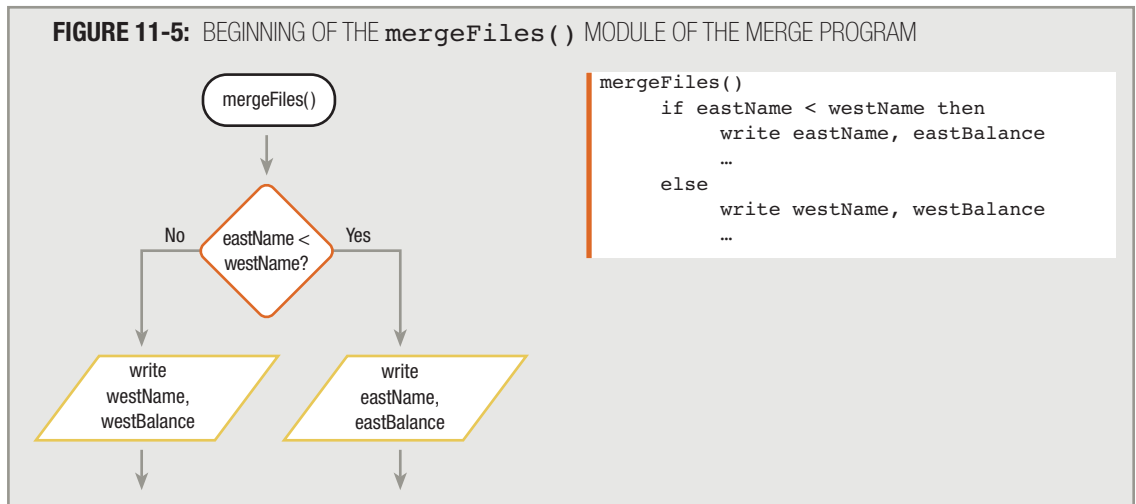 FIGURE 11-5: BEGINNING OF THE mergeFiles() MODULE OF THE MERGE PROGRAM
mergeFiles()
No
eastName <
westName?
Yes
write
westName,
westBalance
write
eastName,
eastBalance
mergeFiles()
if eastName < westName then
write eastName, eastBalance
…
else
write westName, westBalance
…